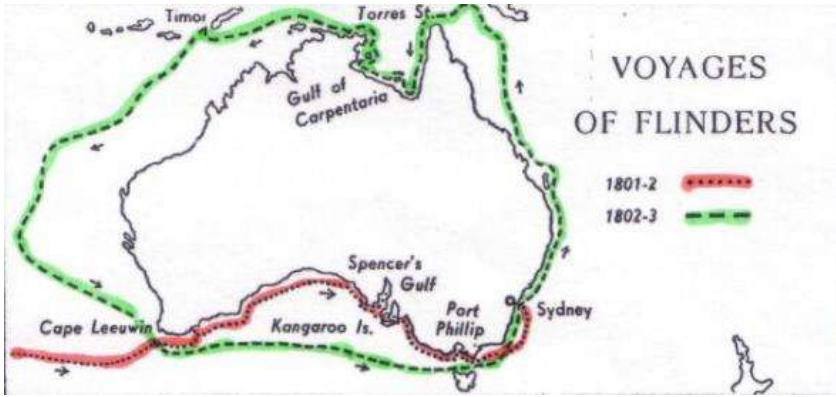 Timor
Torres St.
Gulf of
Carpentaria
VOYAGES
OF FLINDERS
1801-2
1802-3
Spencer's
Gulf
Port
Phillip
Sydney
Cape Leeuwin
Kangaroo Is.